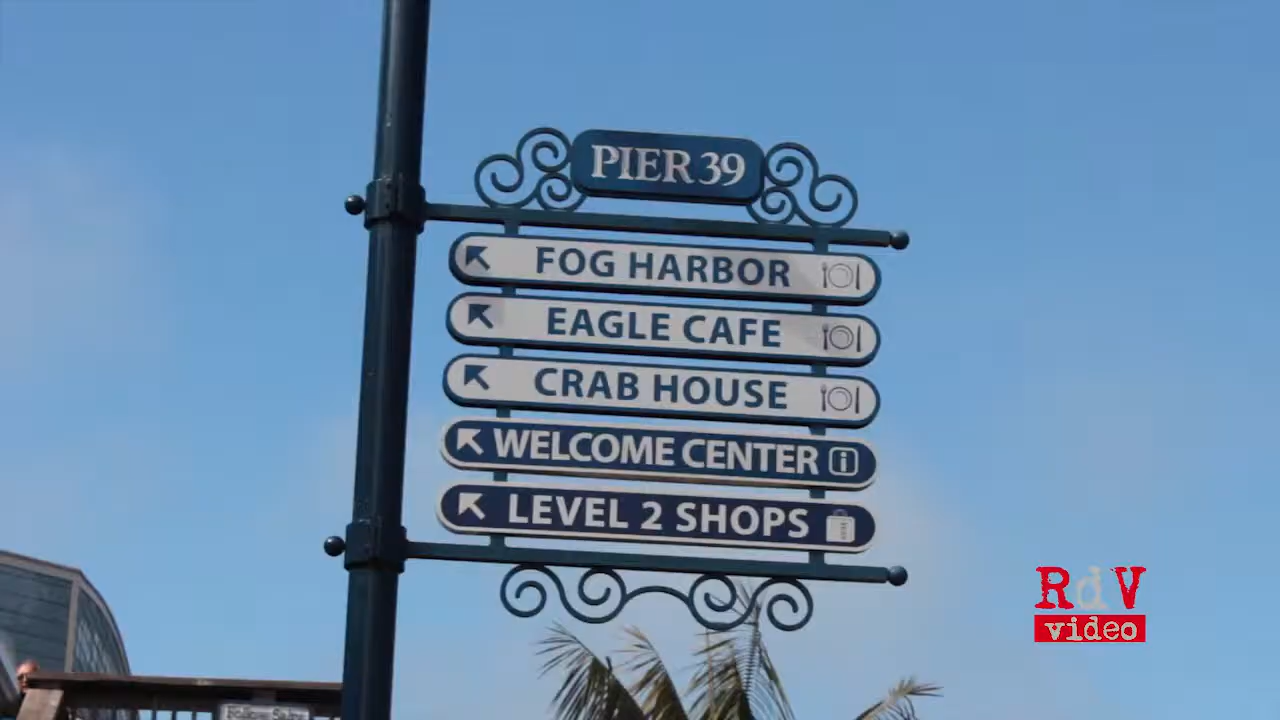 PIER 39
FOG HARBOR
EAGLE CAFE
CRAB HOUSE
WELCOME CENTER
LEVEL 2 SHOPS
RdV
video